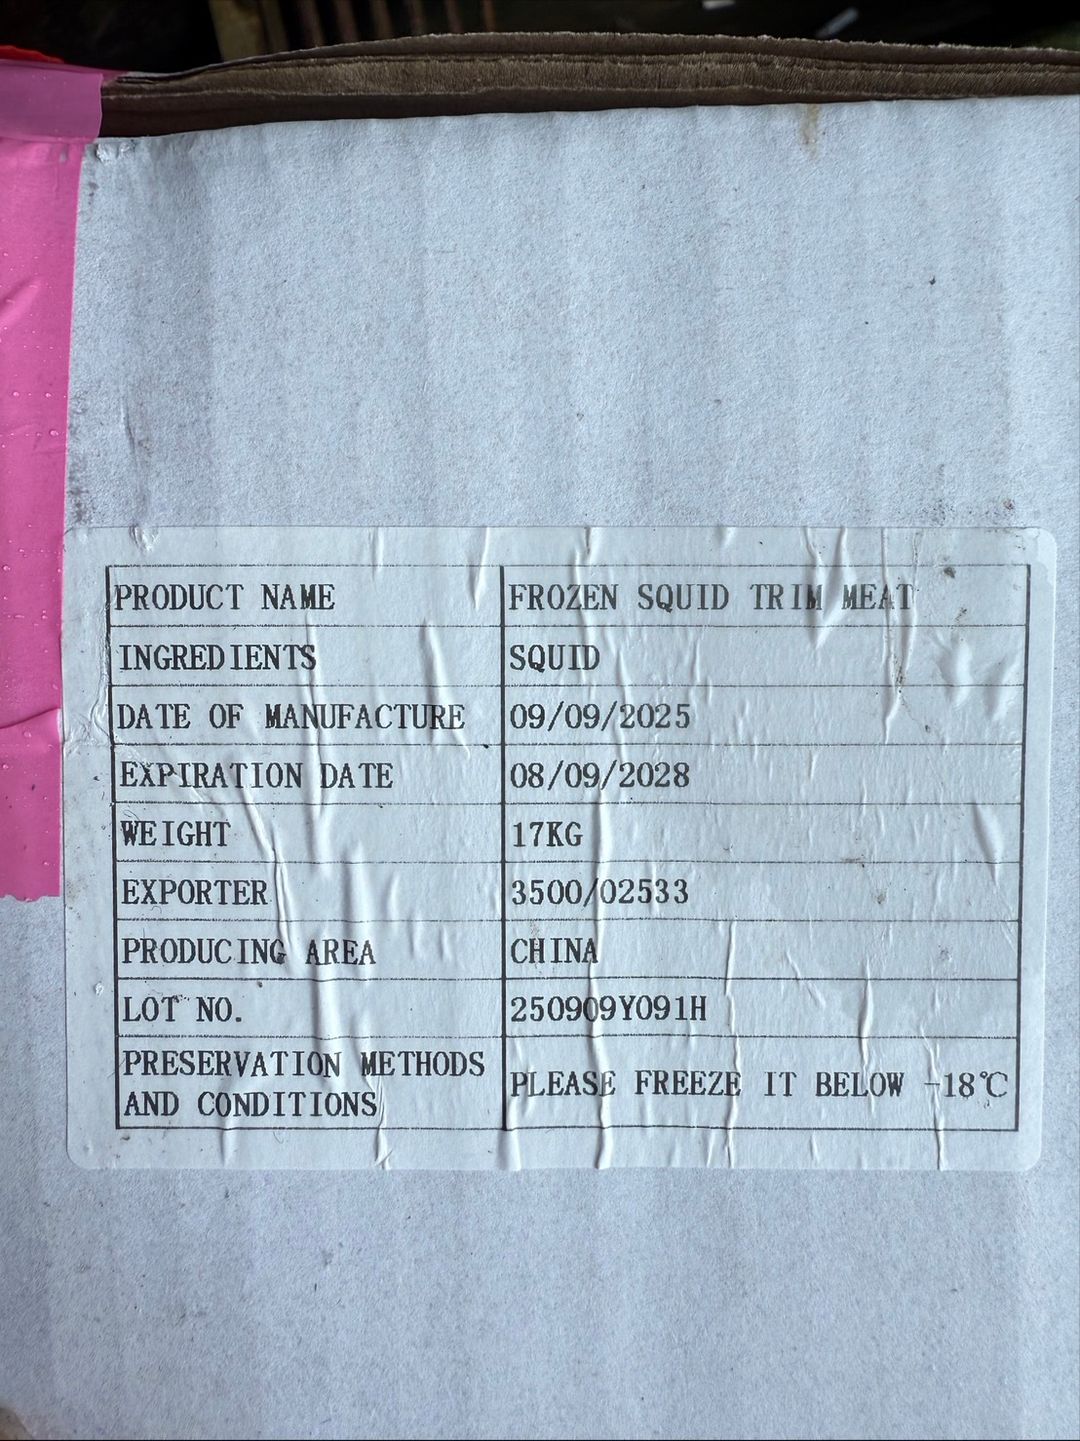 PRODUCT NAME FROZEN SQUID TRIM MEAT
INGREDIENTS SQUID
DATE OF MANUFACTURE 09/09/2025
EXPIRATION DATE 08/09/2028
WEIGHT 17KG
EXPORTER 3500/02533
PRODUCING AREA CHINA
LOT NO. 250909Y091H
PRESERVATION METHODS
AND CONDITIONS PLEASE FREEZE IT BELOW -18℃